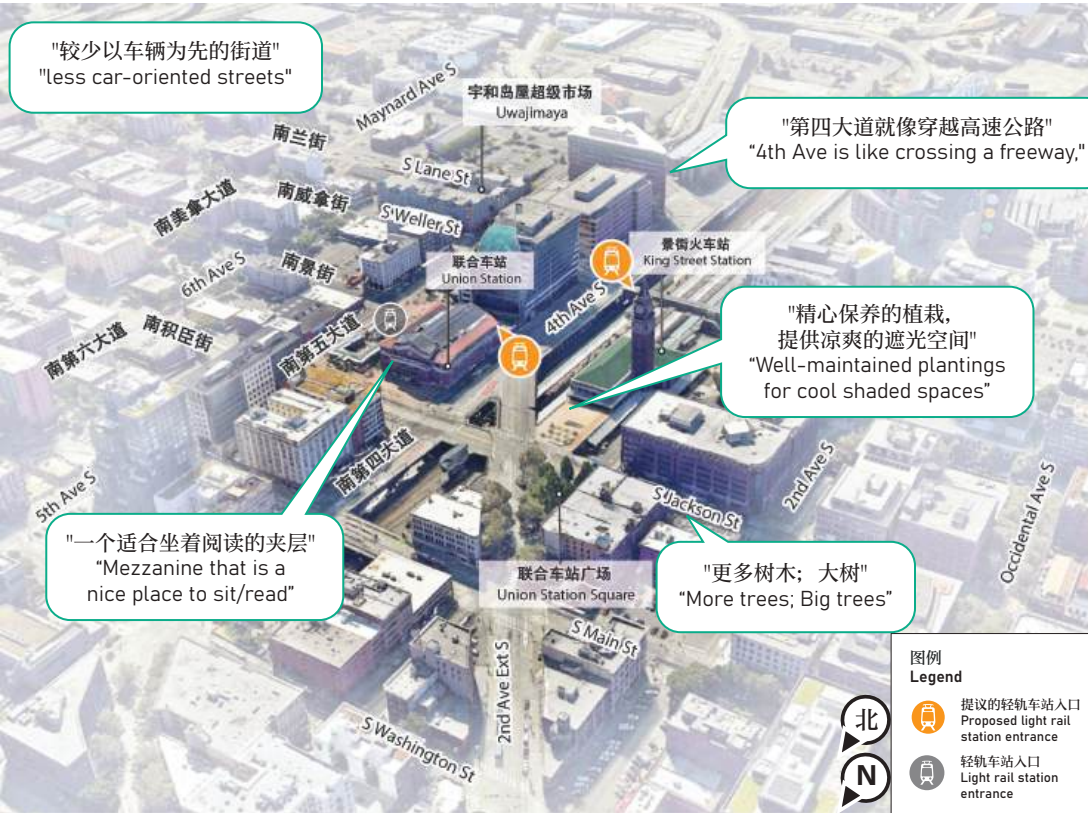 "较少以车辆为先的街道"
"less car-oriented streets"
Maynard Ave S
宇和岛屋超级市场
Uwajimaya
"第四大道就像穿越高速公路"
“4th Ave is like crossing a freeway,"
南兰街
S Lane St
南美拿大道
南威拿街
S Weller St
6th Ave S
南景街
联合车站
Union Station
景街火车站
King Street Station
4th Ave S
南第六大道
南积臣街
南第五大道
"精心保养的植栽，
提供凉爽的遮光空间"
“Well-maintained plantings
for cool shaded spaces”
5th Ave S
南第四大道
2nd Ave S
S Jackson St
Occidental Ave S
"一个适合坐着阅读的夹层"
“Mezzanine that is a
nice place to sit/read”
联合车站广场
Union Station Square
"更多树木；大树"
“More trees; Big trees”
S Main St
2nd Ave Ext S
S Washington St
北
N
图例
Legend
提议的轻轨车站入口
Proposed light rail
station entrance
轻轨车站入口
Light rail station
entrance